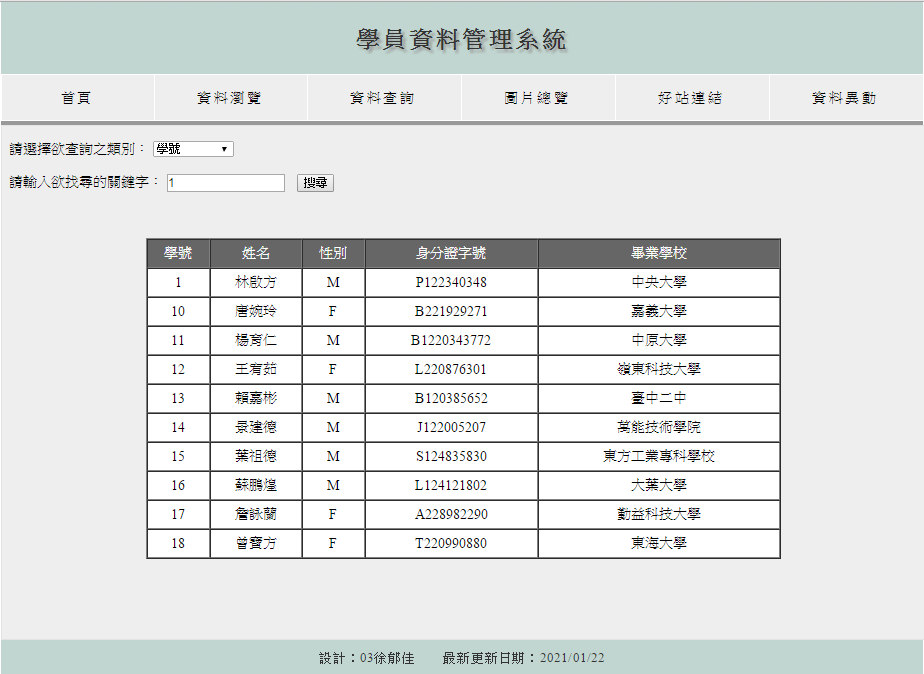 學員資料管理系統
首頁 資料瀏覽 資料查詢 圖片總覽 好站連結 資料異動
請選擇欲查詢之類別： 學號
請輸入欲找尋的關鍵字： 1 搜尋
學號 姓名 性別 身分證字號 畢業學校
1 林啟方 M P122340348 中央大學
10 唐婉玲 F B221929271 嘉義大學
11 楊育仁 M B1220343772 中原大學
12 王宥茹 F L220876301 嶺東科技大學
13 賴嘉彬 M B120385652 臺中二中
14 景建德 M J122005207 萬能技術學院
15 葉祖德 M S124835830 東方工業專科學校
16 蘇鵬煌 M L124121802 大葉大學
17 詹詠蘭 F A228982290 勤益科技大學
18 曾寶方 F T220990880 東海大學
設計：03徐郁佳 最新更新日期：2021/01/22